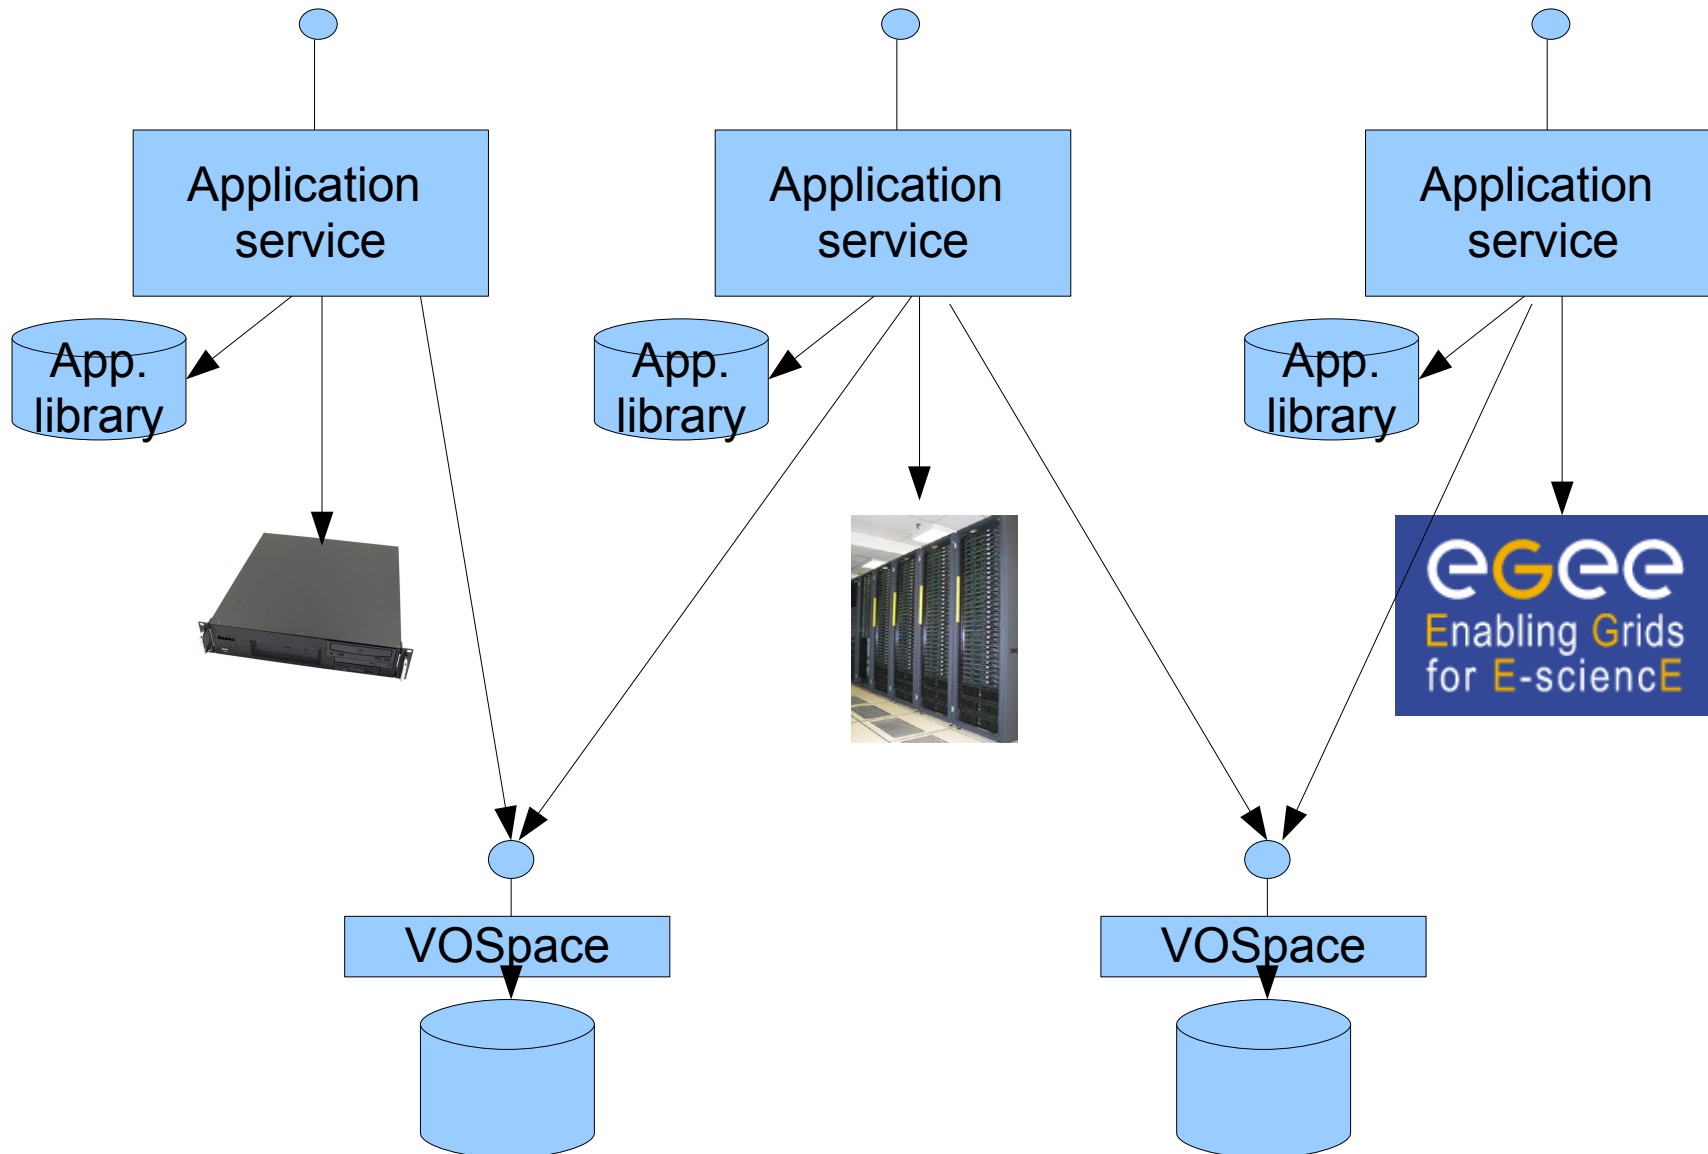 Application
service
Application
service
Application
service
App.
library
App.
library
App.
library
eGee
Enabling Grids
for E-sciencE
VOSpace
VOSpace